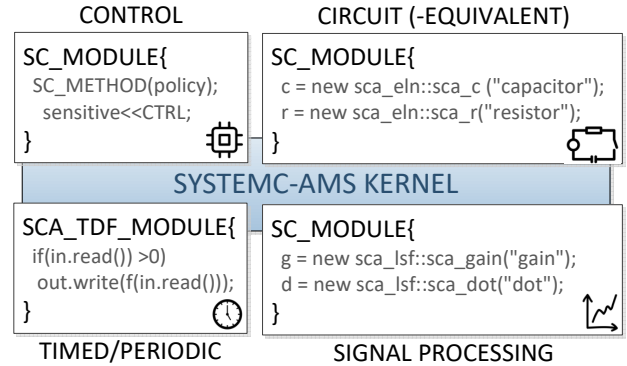 CONTROL
SC_MODULE{
SC_METHOD(policy);
sensitive<<CTRL;
}
CIRCUIT (-EQUIVALENT)
SC_MODULE{
c = new sca_eln::sca_c ("capacitor");
r = new sca_eln::sca_r("resistor");
}
SYSTEMC-AMS KERNEL
SCA_TDF_MODULE{
if(in.read()) >0)
out.write(f(in.read()));
}
TIMED/PERIODIC
SC_MODULE{
g = new sca_lsf::sca_gain("gain");
d = new sca_lsf::sca_dot("dot");
}
SIGNAL PROCESSING